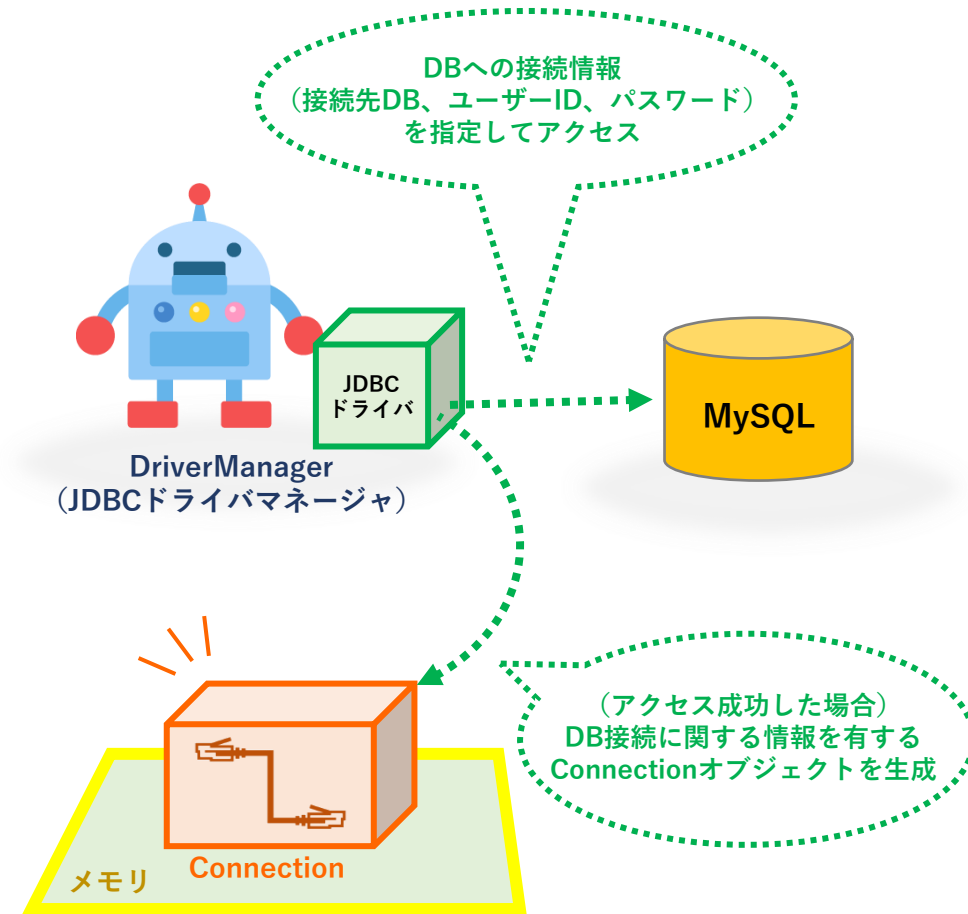 DBへの接続情報
（接続先DB、ユーザーID、パスワード）
を指定してアクセス
JDBC
ドライバ
MySQL
DriverManager
（JDBCドライバマネージャ）
（アクセス成功した場合）
DB接続に関する情報を有する
Connectionオブジェクトを生成
Connection
メモリ